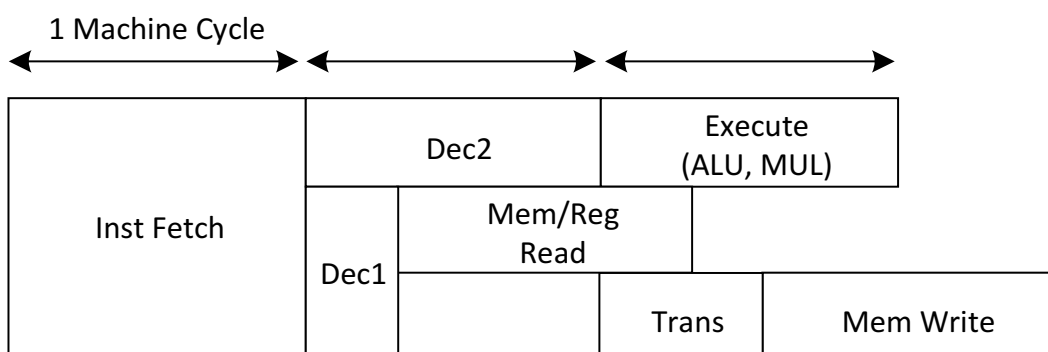 1 Machine Cycle
Dec2
Execute
(ALU, MUL)
Inst Fetch
Mem/Reg
Read
Dec1
Trans
Mem Write